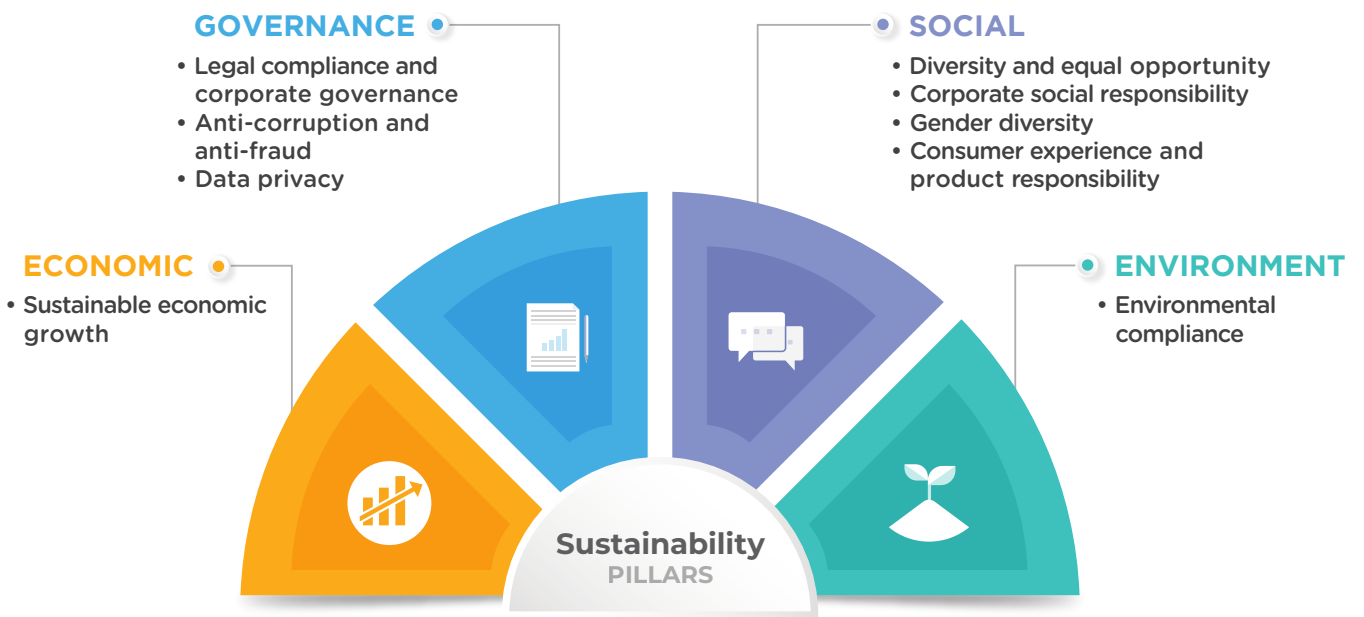 GOVERNANCE
• Legal compliance and
corporate governance
• Anti-corruption and
anti-fraud
• Data privacy
SOCIAL
• Diversity and equal opportunity
• Corporate social responsibility
• Gender diversity
• Consumer experience and
product responsibility
ECONOMIC
• Sustainable economic
growth
ENVIRONMENT
• Environmental
compliance
Sustainability
PILLARS